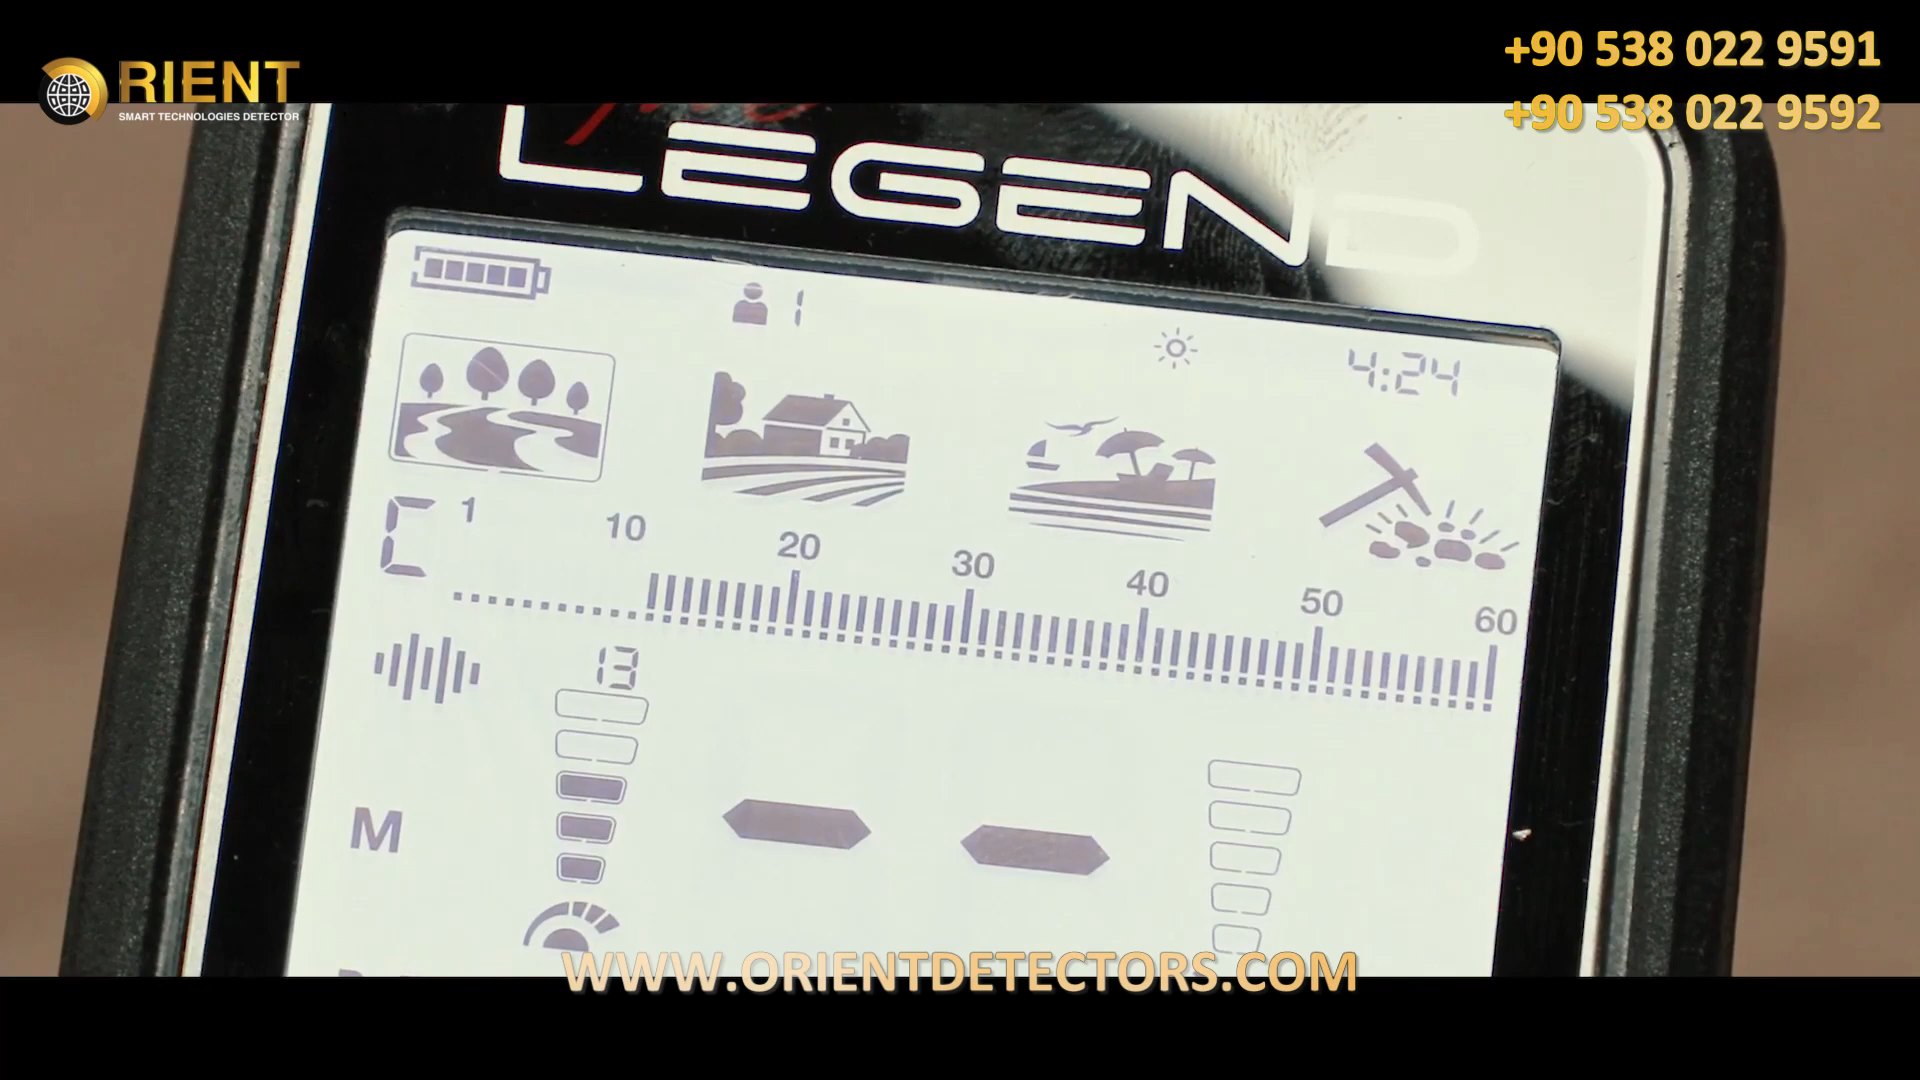 ORIENT
SMART TECHNOLOGIES DETECTOR
+90 538 022 9591
+90 538 022 9592
LEGEND
1
4:24
C
1 10 20 30 40 50 60
13
M
WWW.ORIENTDETECTORS.COM